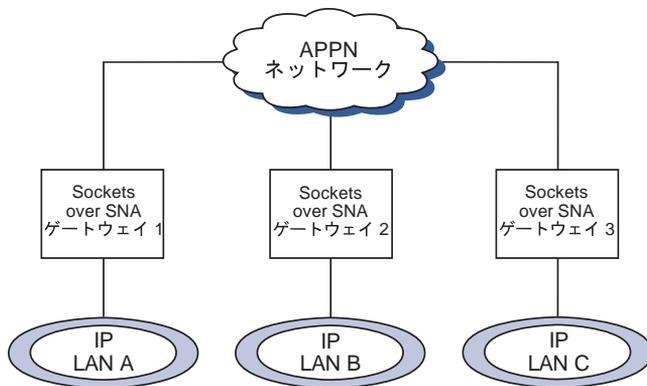 APPN
ネットワーク
Sockets
over SNA
ゲートウェイ 1
Sockets
over SNA
ゲートウェイ 2
Sockets
over SNA
ゲートウェイ 3
IP
LAN A
IP
LAN B
IP
LAN C